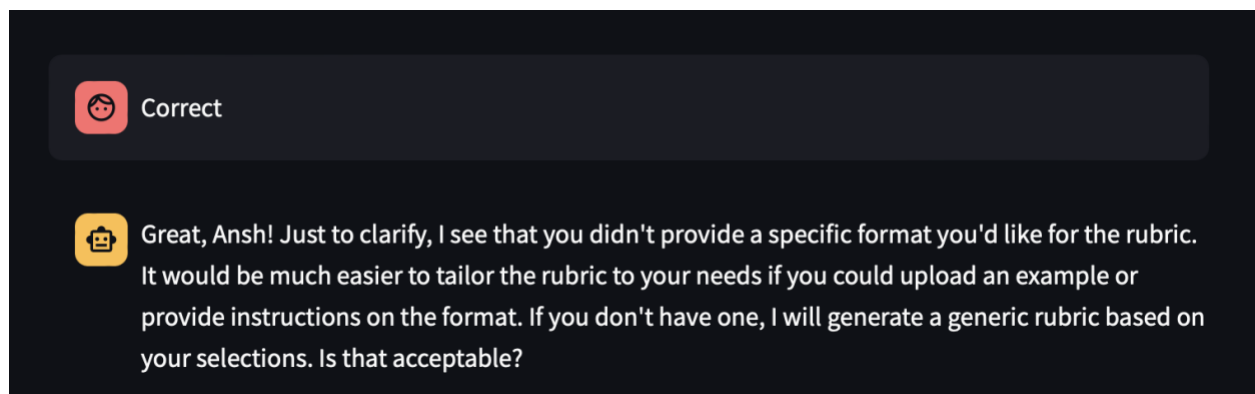 Correct
Great, Ansh! Just to clarify, I see that you didn't provide a specific format you'd like for the rubric.
It would be much easier to tailor the rubric to your needs if you could upload an example or
provide instructions on the format. If you don't have one, I will generate a generic rubric based on
your selections. Is that acceptable?